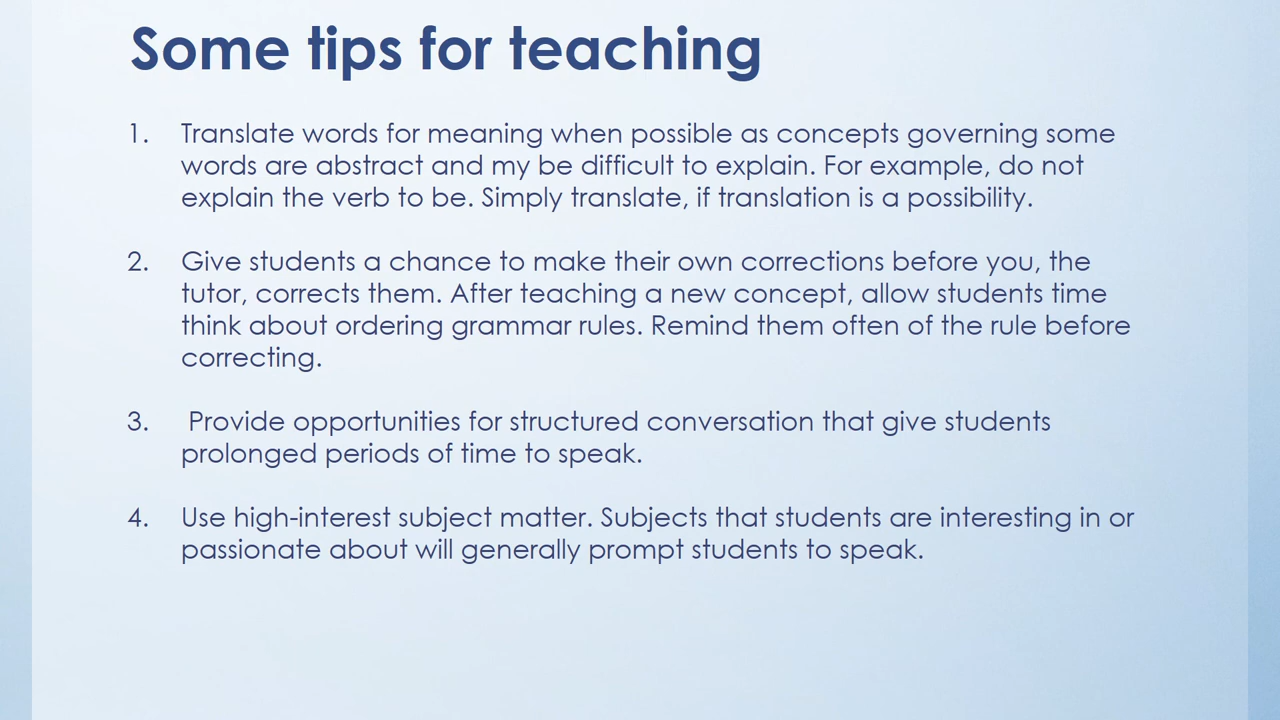 Some tips for teaching
1. Translate words for meaning when possible as concepts governing some
words are abstract and my be difficult to explain. For example, do not
explain the verb to be. Simply translate, if translation is a possibility.
2. Give students a chance to make their own corrections before you, the
tutor, corrects them. After teaching a new concept, allow students time
think about ordering grammar rules. Remind them often of the rule before
correcting.
3. Provide opportunities for structured conversation that give students
prolonged periods of time to speak.
4. Use high-interest subject matter. Subjects that students are interesting in or
passionate about will generally prompt students to speak.